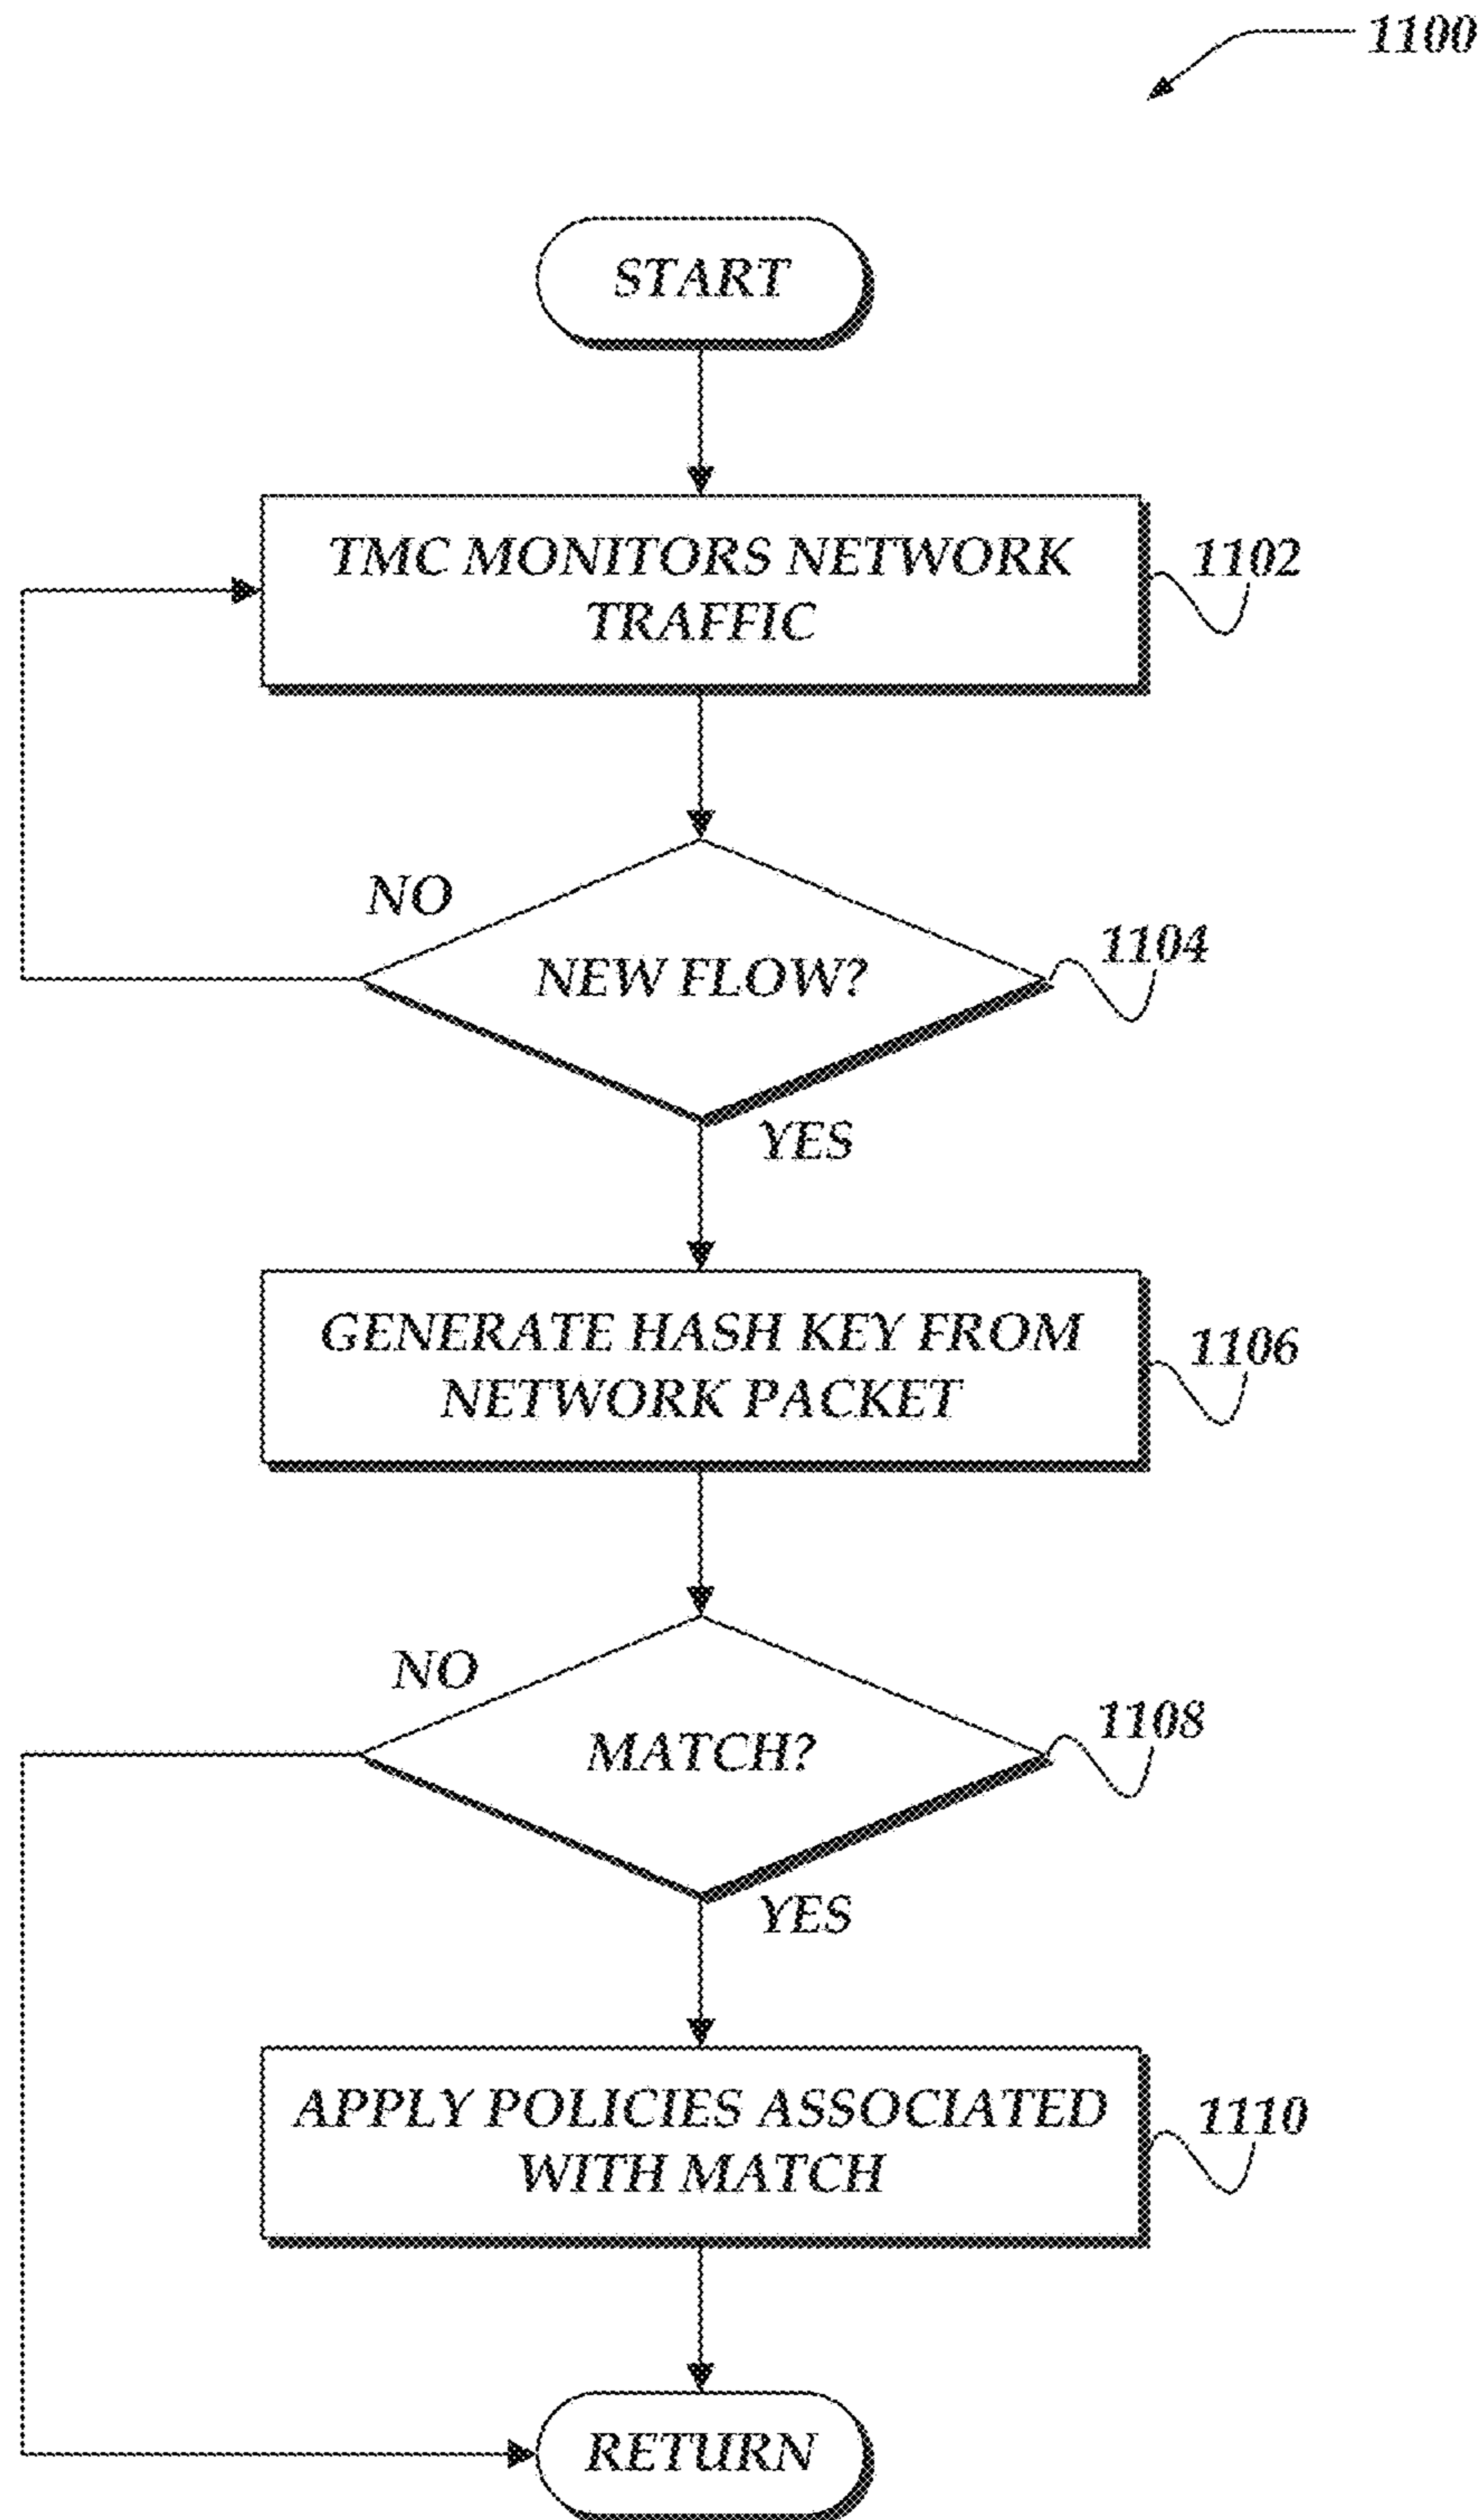 1100
START
TMC MONITORS NETWORK
TRAFFIC
1102
NO
NEW FLOW?
1104
YES
GENERATE HASH KEY FROM
NETWORK PACKET
1106
NO
MATCH?
1108
YES
APPLY POLICIES ASSOCIATED
WITH MATCH
1110
RETURN